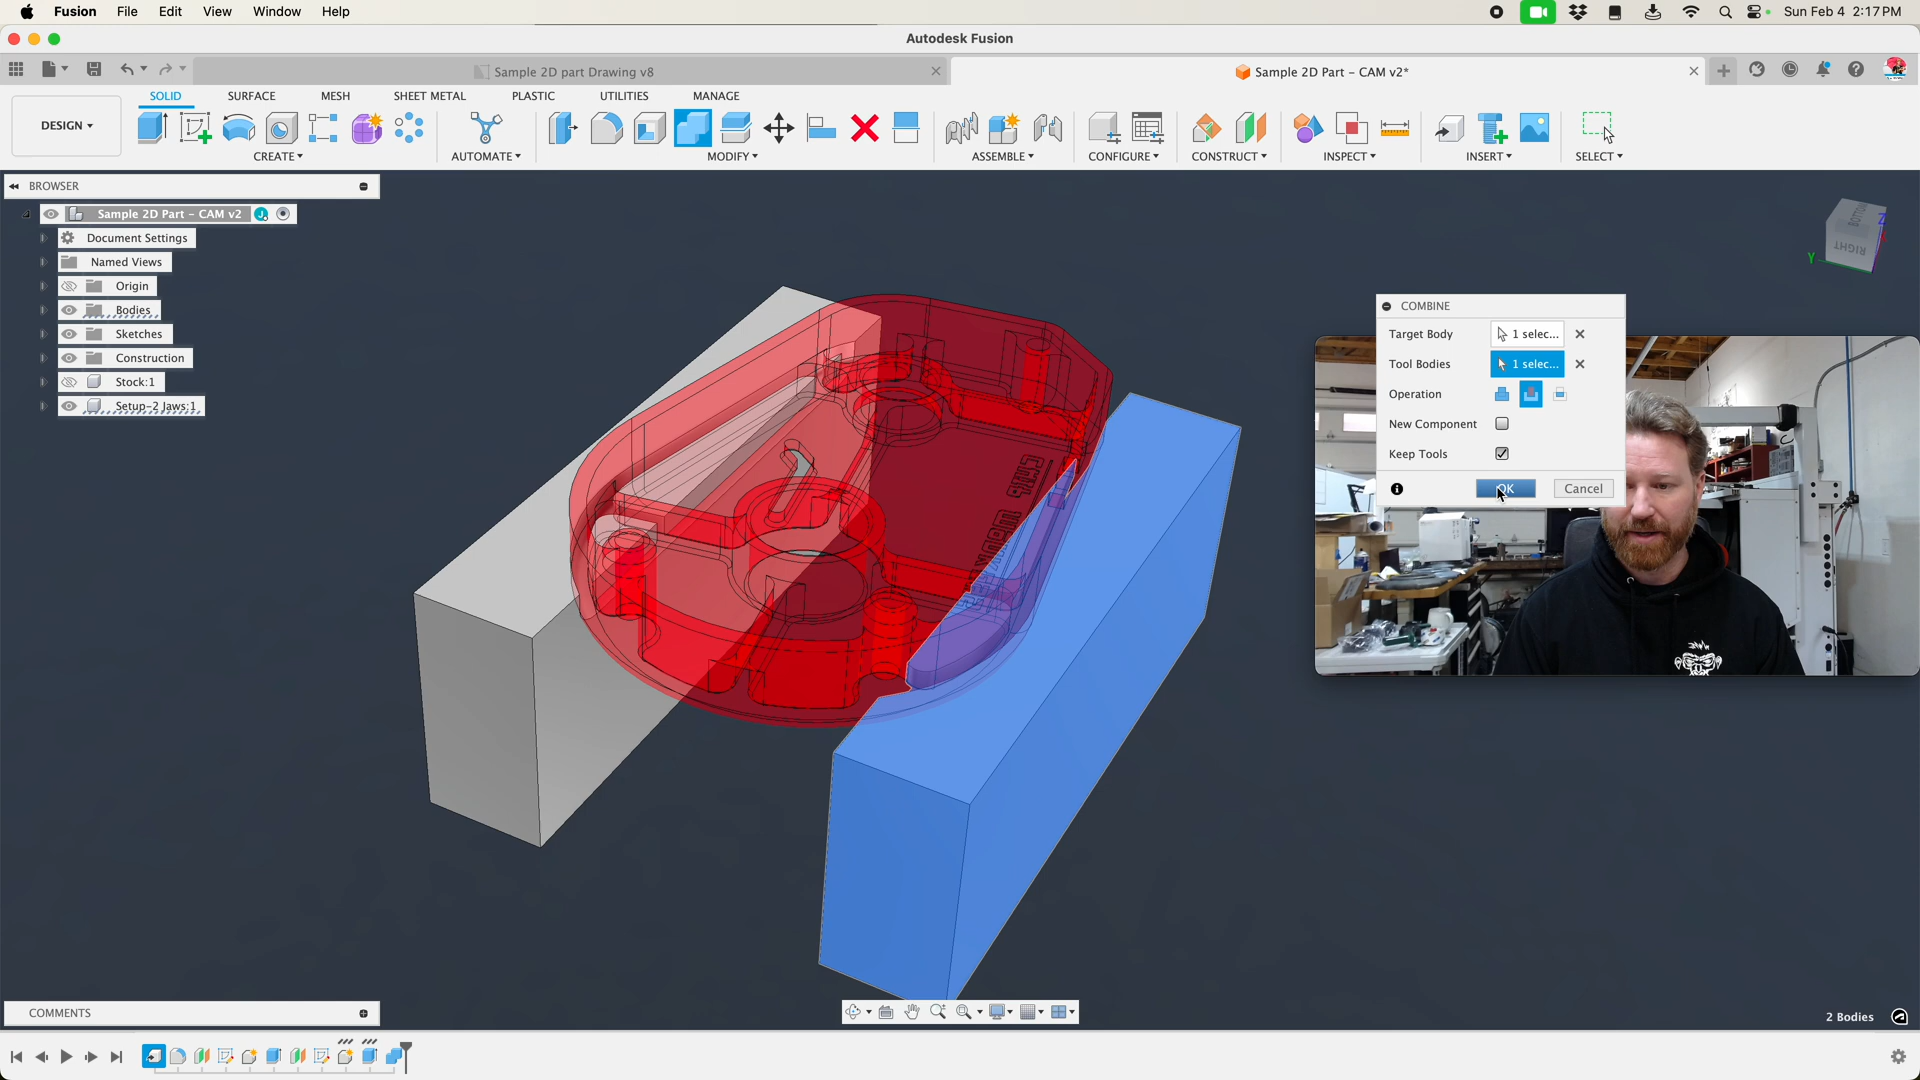 Fusion File Edit View Window Help
Sun Feb 4 2:17 PM
Autodesk Fusion
Sample 2D part Drawing v8
Sample 2D Part – CAM v2*
DESIGN
SOLID SURFACE MESH SHEET METAL PLASTIC UTILITIES MANAGE
CREATE AUTOMATE MODIFY ASSEMBLE CONFIGURE CONSTRUCT INSPECT INSERT SELECT
BROWSER
Sample 2D Part – CAM v2
Document Settings
Named Views
Origin
Bodies
Sketches
Construction
Stock:1
Setup-2 Jaws:1
BOTTOM
RIGHT
Z
Y
COMBINE
Target Body 1 selec...
Tool Bodies 1 selec...
Operation
New Component
Keep Tools
OK Cancel
COMMENTS
2 Bodies